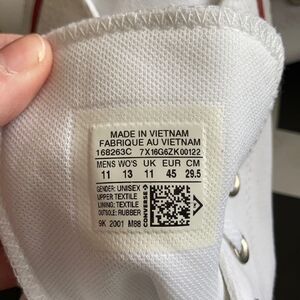 MADE IN VIETNAM
FABRIQUE AU VIETNAM
168263C 7X16G6ZK00122
MENS WO'S UK EUR CM
11 13 11 45 29.5
GENDER: UNISEX
UPPER:TEXTILE
LINING: TEXTILE
OUTSOLE: RUBBER
9K 2001 M88
CONVERSE